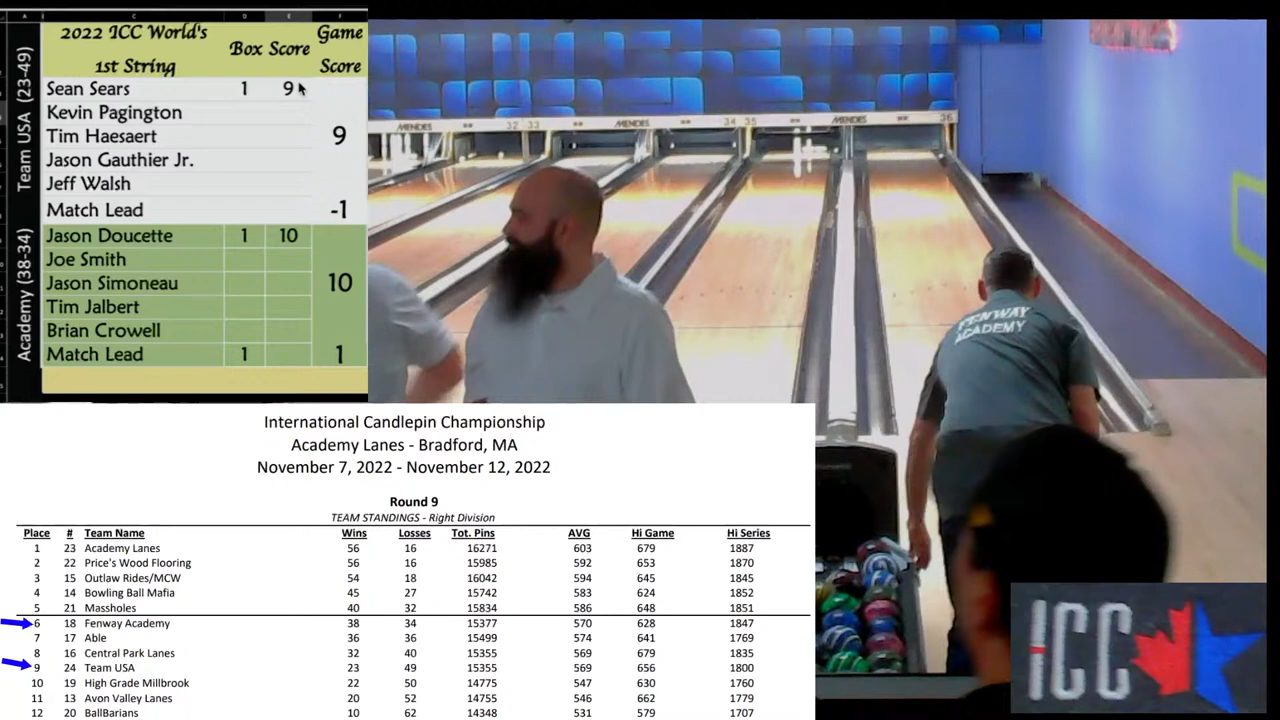 A C D E F
2022 ICC World's 1st String Box Score Game Score
Team USA (23-49)
Sean Sears 1 9
Kevin Pagington
Tim Haesaert 9
Jason Gauthier Jr.
Jeff Walsh
Match Lead -1
Academy (38-34)
Jason Doucette 1 10
Joe Smith
Jason Simoneau 10
Tim Jalbert
Brian Crowell
Match Lead 1 1
MENDES 32 33 MENDES 34 35 MENDES 36
FENWAY
ACADEMY
International Candlepin Championship
Academy Lanes - Bradford, MA
November 7, 2022 - November 12, 2022
Round 9
TEAM STANDINGS - Right Division
Place # Team Name Wins Losses Tot. Pins AVG Hi Game Hi Series
1 23 Academy Lanes 56 16 16271 603 679 1887
2 22 Price's Wood Flooring 56 16 15985 592 653 1870
3 15 Outlaw Rides/MCW 54 18 16042 594 645 1845
4 14 Bowling Ball Mafia 45 27 15742 583 624 1852
5 21 Massholes 40 32 15834 586 648 1851
6 18 Fenway Academy 38 34 15377 570 628 1847
7 17 Able 36 36 15499 574 641 1769
8 16 Central Park Lanes 32 40 15355 569 679 1835
9 24 Team USA 23 49 15355 569 656 1800
10 19 High Grade Millbrook 22 50 14775 547 630 1760
11 13 Avon Valley Lanes 20 52 14755 546 662 1779
12 20 BallBarians 10 62 14348 531 579 1707
ICC